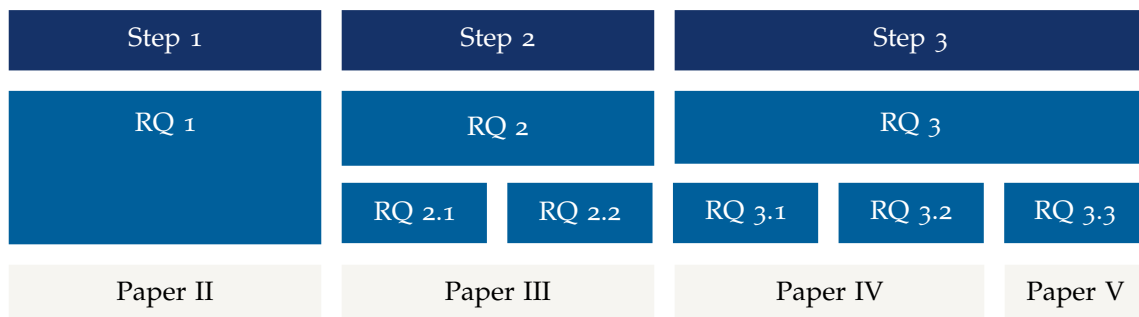 Step 1 Step 2 Step 3
RQ 1 RQ 2 RQ 3
RQ 2.1 RQ 2.2 RQ 3.1 RQ 3.2 RQ 3.3
Paper II Paper III Paper IV Paper V